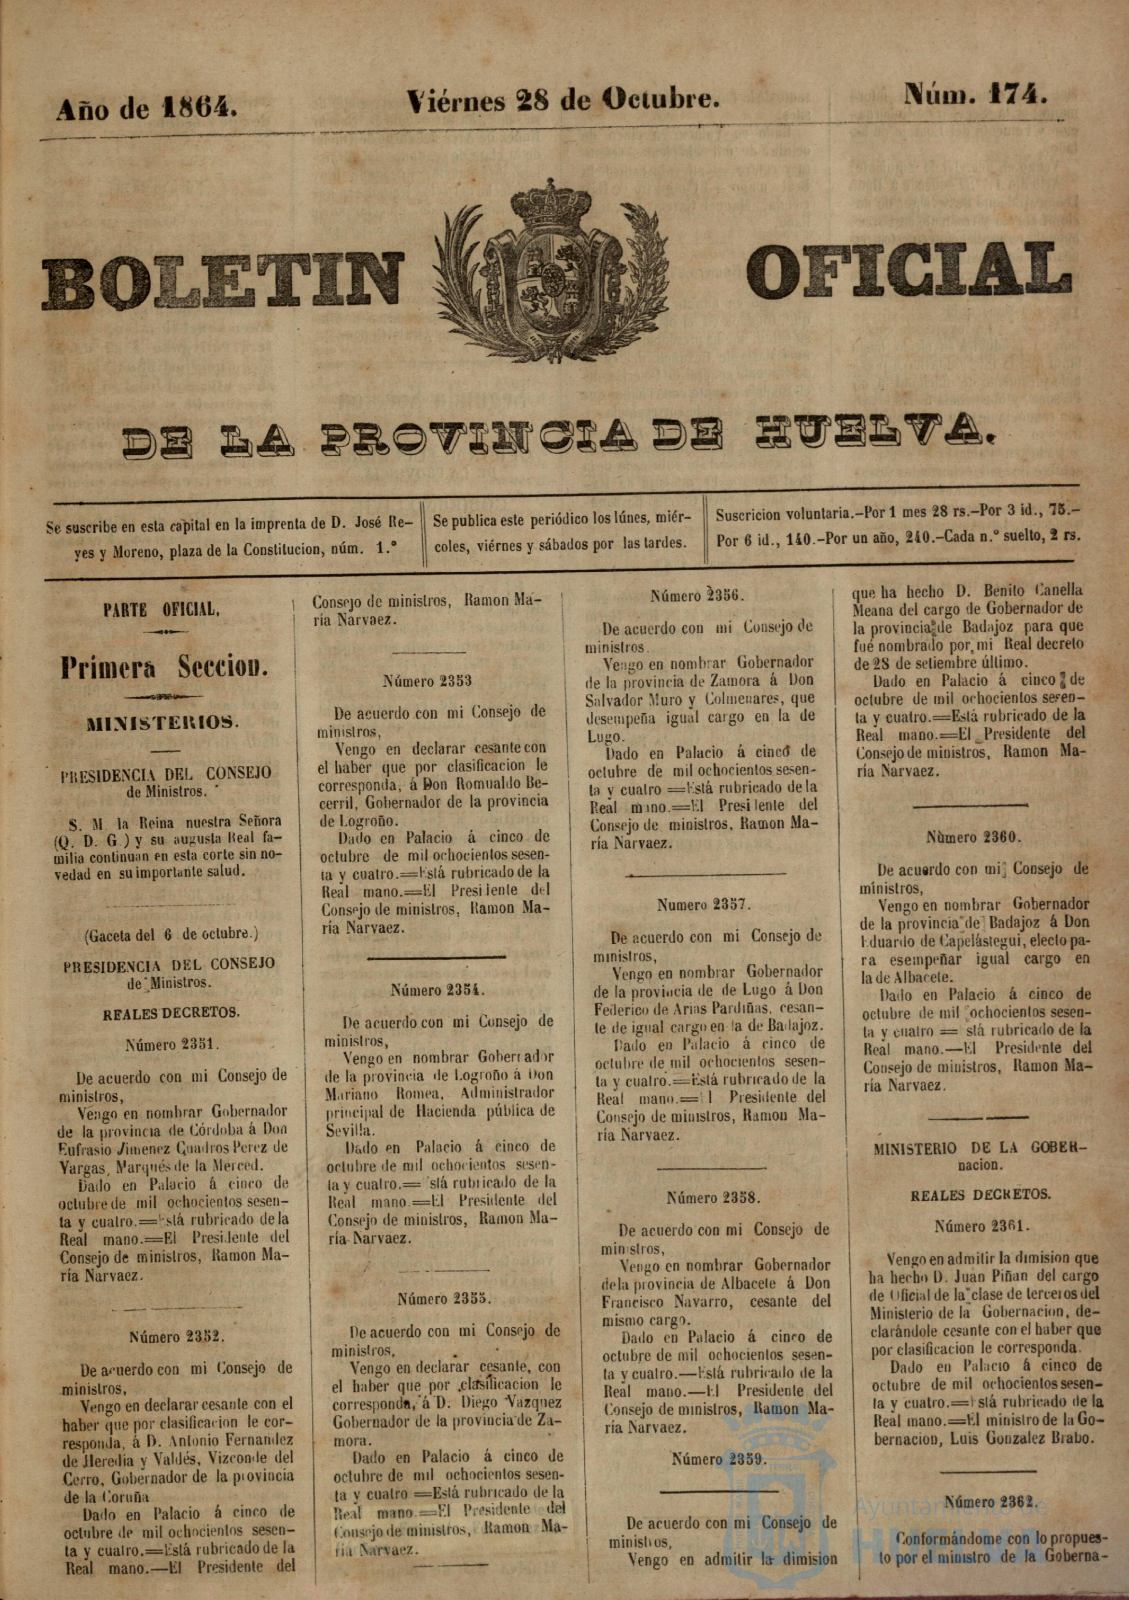 Año de 1864.
Viérnes 28 de Octubre.
Núm. 174.
BOLETIN OFICIAL
DE LA PROVINCIA DE HUELVA.
Se suscribe en esta capital en la imprenta de D. José Re-
yes y Moreno, plaza de la Constitucion, núm. 1.°
Se publica este periódico los lúnes, miér-
coles, viérnes y sábados por las tardes.
Suscricion voluntaria.-Por 1 mes 28 rs.-Por 3 id., 75.-
Por 6 id., 140.-Por un año, 240.-Cada n.° suelto, 2 rs.
PARTE OFICIAL.
Primera Seccion.
MINISTERIOS.
PRESIDENCIA DEL CONSEJO
de Ministros.
S. M. la Reina nuestra Señora
(Q. D. G.) y su augusta Real fa-
milia continuan en esta corte sin no-
vedad en su importante salud.
(Gaceta del 6 de octubre.)
PRESIDENCIA DEL CONSEJO
de Ministros.
REALES DECRETOS.
Número 2351.
De acuerdo con mi Consejo de
ministros,
Vengo en nombrar Gobernador
de la provincia de Córdoba á Don
Eufrasio Jimenez Cuadros Perez de
Vargas, Marqués de la Merced.
Dado en Palacio á cinco de
octubre de mil ochocientos sesen-
ta y cuatro.=Está rubricado de la
Real mano.=El Presidente del
Consejo de ministros, Ramon Ma-
ría Narvaez.
Número 2352.
De acuerdo con mi Consejo de
ministros,
Vengo en declarar cesante con el
haber que por clasificacion le cor-
responda, á D. Antonio Fernandez
de Heredia y Valdés, Vizconde del
Cerro, Gobernador de la provincia
de la Coruña
Dado en Palacio á cinco de
octubre de mil ochocientos sesen-
ta y cuatro.=Está rubricado de la
Real mano.—El Presidente del
Consejo de ministros, Ramon Ma-
ría Narvaez.
Número 2353
De acuerdo con mi Consejo de
ministros,
Vengo en declarar cesante con
el haber que por clasificacion le
corresponda, á Don Romualdo Be-
cerril, Gobernador de la provincia
de Logroño.
Dado en Palacio á cinco de
octubre de mil ochocientos sesen-
ta y cuatro.=Está rubricado de la
Real mano.=El Presidente del
Consejo de ministros, Ramon Ma-
ría Narvaez.
Número 2354.
De acuerdo con mi Consejo de
ministros,
Vengo en nombrar Gobernador
de la provincia de Logroño á Don
Mariano Romea, Administrador
principal de Hacienda pública de
Sevilla.
Dado en Palacio á cinco de
octubre de mil ochocientos sesen-
ta y cuatro.= stá rubricado de la
Real mano.=El Presidente del
Consejo de ministros, Ramon Ma-
ría Narvaez.
Número 2355.
De acuerdo con mi Consejo de
ministros,
Vengo en declarar cesante, con
el haber que por clasificacion le
corresponda, á D. Diego Vazquez
Gobernador de la provincia de Za-
mora.
Dado en Palacio á cinco de
octubre de mil ochocientos sesen-
ta y cuatro =Está rubricado de la
Real mano.=El Presidente del
Consejo de ministros, Ramon Ma-
ría Narvaez.
Número 2356.
De acuerdo con mi Consejo de
ministros.
Vengo en nombrar Gobernador
de la provincia de Zamora á Don
Salvador Muro y Colmenares, que
desempeña igual cargo en la de
Lugo.
Dado en Palacio á cinco de
octubre de mil ochocientos sesen-
ta y cuatro =Está rubricado de la
Real mano.=El Presidente del
Consejo de ministros, Ramon Ma-
ría Narvaez.
Numero 2357.
De acuerdo con mi Consejo de
ministros,
Vengo en nombrar Gobernador
de la provincia de de Lugo á Don
Federico de Arias Pardiñas, cesan-
te de igual cargo en la de Badajoz.
Dado en Palacio á cinco de
octubre de mil ochocientos sesen-
ta y cuatro.=Está rubricado de la
Real mano.= l Presidente del
Consejo de ministros, Ramon Ma-
ría Narvaez.
Número 2358.
De acuerdo con mi Consejo de
ministros,
Vengo en nombrar Gobernador
de la provincia de Albacete á Don
Francisco Navarro, cesante del
mismo cargo.
Dado en Palacio á cinco de
octubre de mil ochocientos sesen-
ta y cuatro.—Está rubricado de la
Real mano.—El Presidente del
Consejo de ministros, Ramon Ma-
ría Narvaez.
Número 2359.
De acuerdo con mi Consejo de
ministros,
Vengo en admitir la dimision
que ha hecho D. Benito Canella
Meana del cargo de Gobernador de
la provincia de Badajoz para que
fué nombrado por mi Real decreto
de 28 de setiembre último.
Dado en Palacio á cinco de
octubre de mil ochocientos sesen-
ta y cuatro.=Está rubricado de la
Real mano.=El Presidente del
Consejo de ministros, Ramon Ma-
ría Narvaez.
Número 2360.
De acuerdo con mi Consejo de
ministros,
Vengo en nombrar Gobernador
de la provincia de Badajoz á Don
Eduardo de Capelástegui, electo pa-
ra esempeñar igual cargo en
la de Albacete.
Dado en Palacio á cinco de
octubre de mil ochocientos sesen-
ta y cuatro = stá rubricado de la
Real mano.—El Presidente del
Consejo de ministros, Ramon Ma-
ría Narvaez.
MINISTERIO DE LA GOBER-
nacion.
REALES DECRETOS.
Número 2361.
Vengo en admitir la dimision que
ha hecho D. Juan Piñan del cargo
de Oficial de la clase de terceros del
Ministerio de la Gobernacion, de-
clarándole cesante con el haber que
por clasificacion le corresponda.
Dado en Palacio á cinco de
octubre de mil ochocientos sesen-
ta y cuatro.=Está rubricado de la
Real mano.=El ministro de la Go-
bernacion, Luis Gonzalez Brabo.
Número 2362.
Conformándome con lo propues-
to por el ministro de la Goberna-
Ayuntamiento de